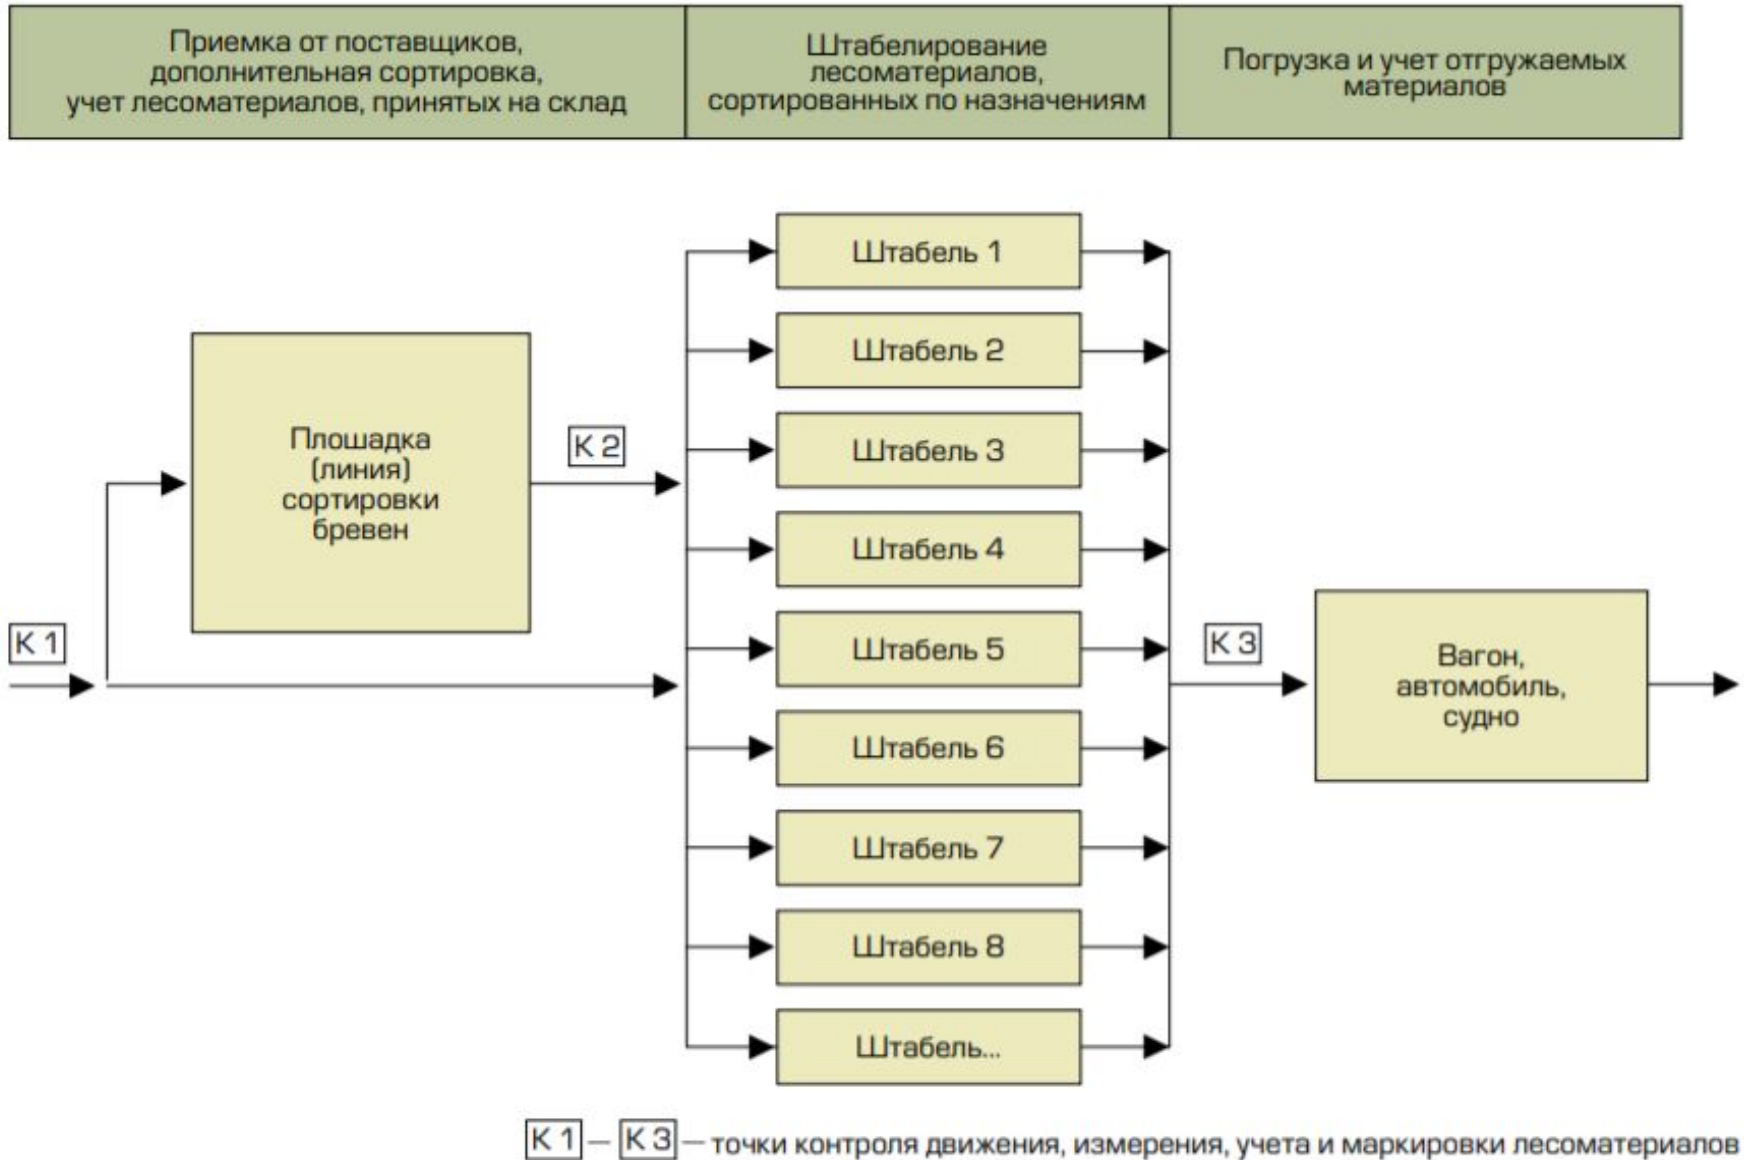 Приемка от поставщиков,
дополнительная сортировка,
учет лесоматериалов, принятых на склад
Штабелирование
лесоматериалов,
сортированных по назначениям
Погрузка и учет отгружаемых
материалов
Штабель 1
Штабель 2
Плошадка
(линия)
сортировки
бревен
К 2
Штабель 3
Штабель 4
К 1
Штабель 5
К 3
Вагон,
автомобиль,
судно
Штабель 6
Штабель 7
Штабель 8
Штабель...
К 1 – К 3 – точки контроля движения, измерения, учета и маркировки лесоматериалов